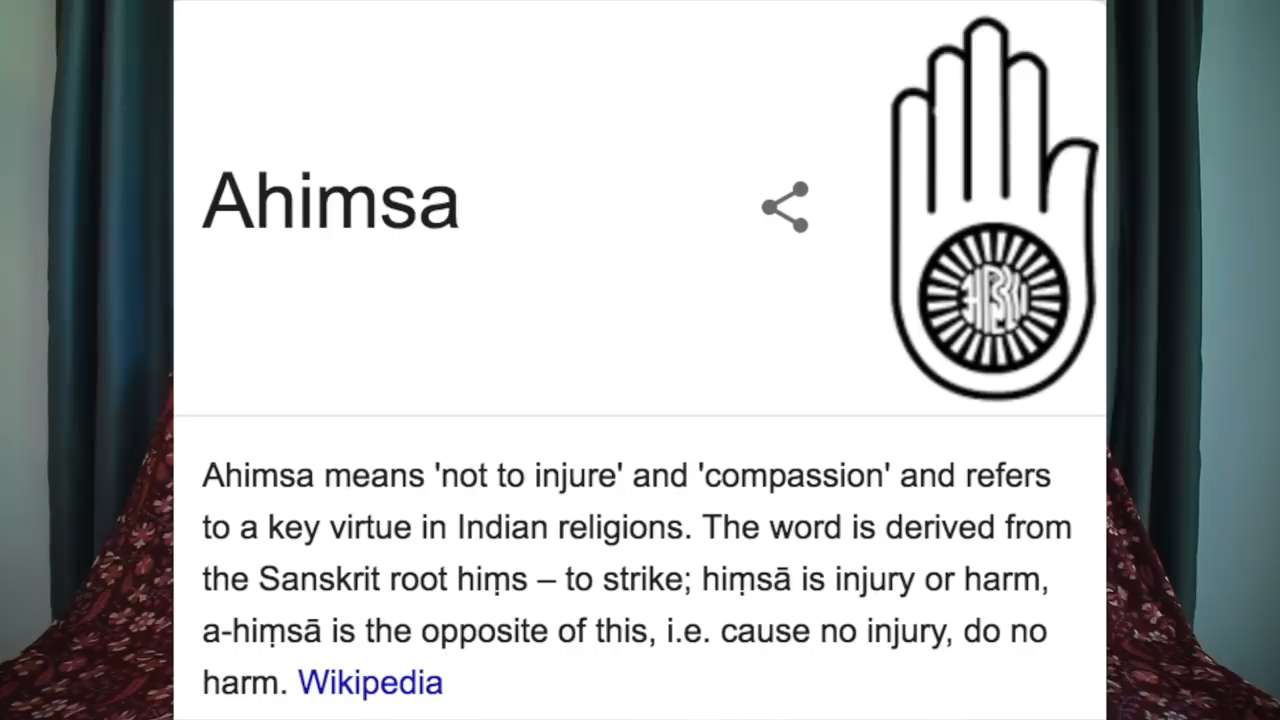 Ahimsa
Ahimsa means 'not to injure' and 'compassion' and refers
to a key virtue in Indian religions. The word is derived from
the Sanskrit root hiṃs – to strike; hiṃsā is injury or harm,
a-hiṃsā is the opposite of this, i.e. cause no injury, do no
harm. Wikipedia